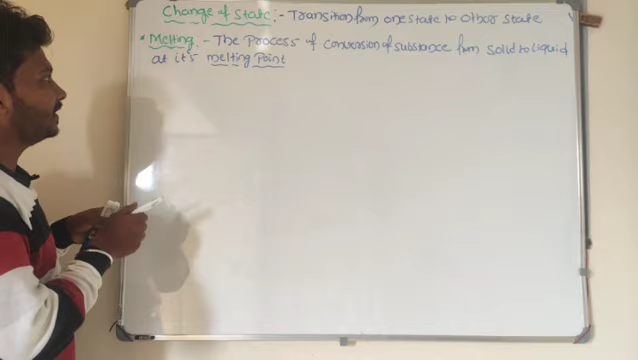 Change of State :- Transition from one state to other state
* Melting :- The Process of conversion of substance from solid to liquid
at it's melting Point